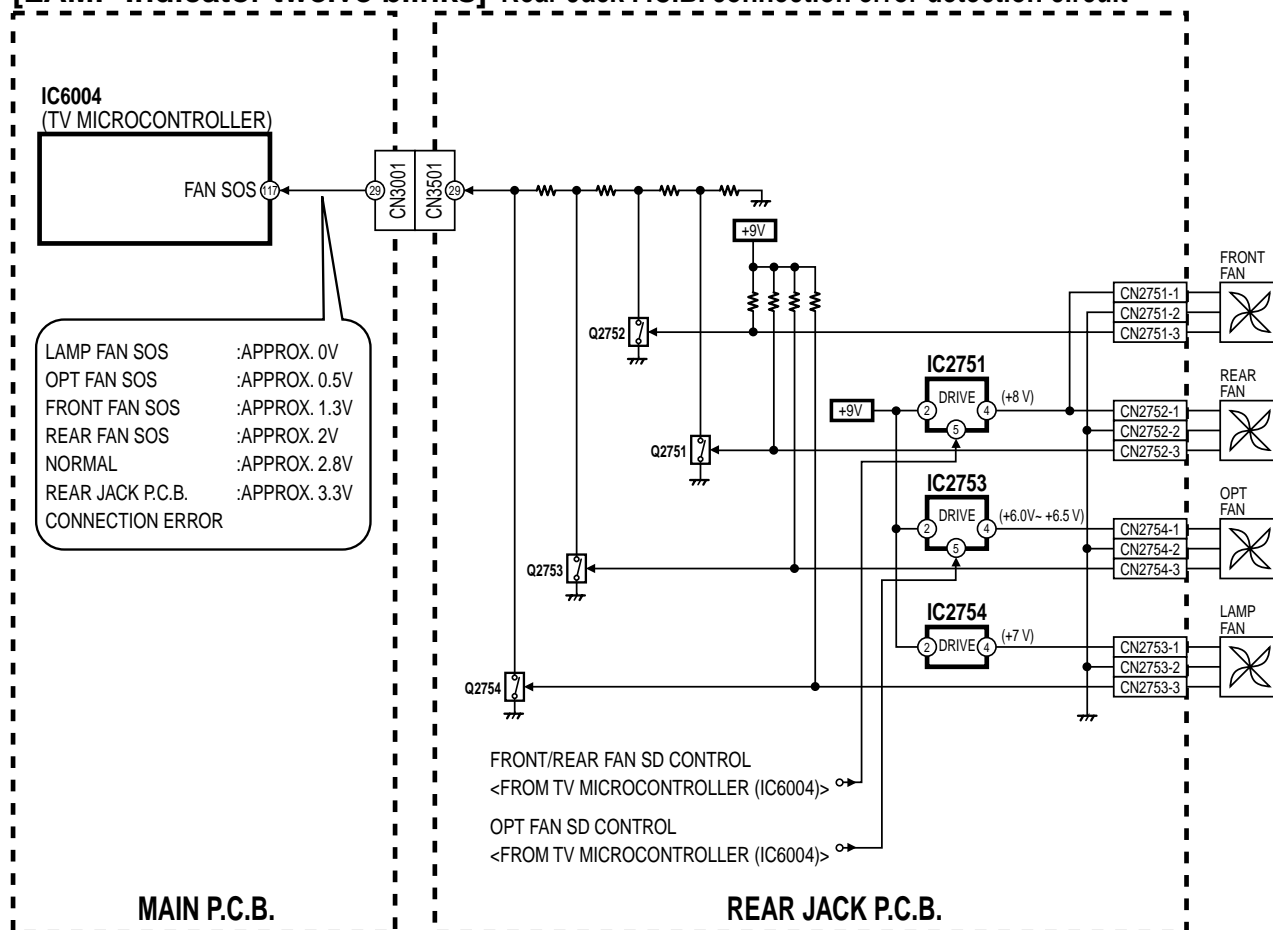 IC6004
(TV MICROCONTROLLER)
FAN SOS 117
29
CN3001
CN3501
29
LAMP FAN SOS :APPROX. 0V
OPT FAN SOS :APPROX. 0.5V
FRONT FAN SOS :APPROX. 1.3V
REAR FAN SOS :APPROX. 2V
NORMAL :APPROX. 2.8V
REAR JACK P.C.B. :APPROX. 3.3V
CONNECTION ERROR
+9V
Q2752
Q2751
Q2753
Q2754
+9V
IC2751
2 DRIVE 4 (+8 V)
5
IC2753
2 DRIVE 4 (+6.0V~ +6.5 V)
5
IC2754
2 DRIVE 4 (+7 V)
FRONT
FAN
CN2751-1
CN2751-2
CN2751-3
REAR
FAN
CN2752-1
CN2752-2
CN2752-3
OPT
FAN
CN2754-1
CN2754-2
CN2754-3
LAMP
FAN
CN2753-1
CN2753-2
CN2753-3
FRONT/REAR FAN SD CONTROL
<FROM TV MICROCONTROLLER (IC6004)>
OPT FAN SD CONTROL
<FROM TV MICROCONTROLLER (IC6004)>
MAIN P.C.B.
REAR JACK P.C.B.